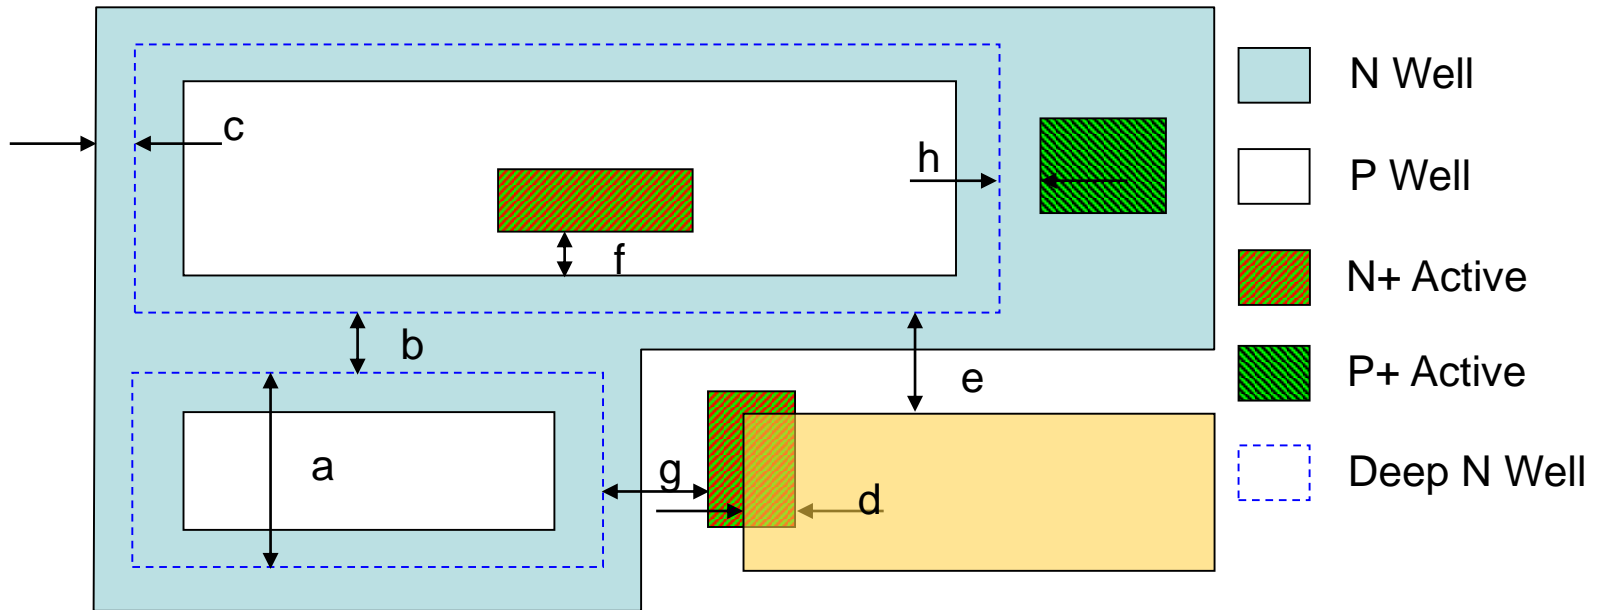 c
h
f
b
e
a
g
d
N Well
P Well
N+ Active
P+ Active
Deep N Well